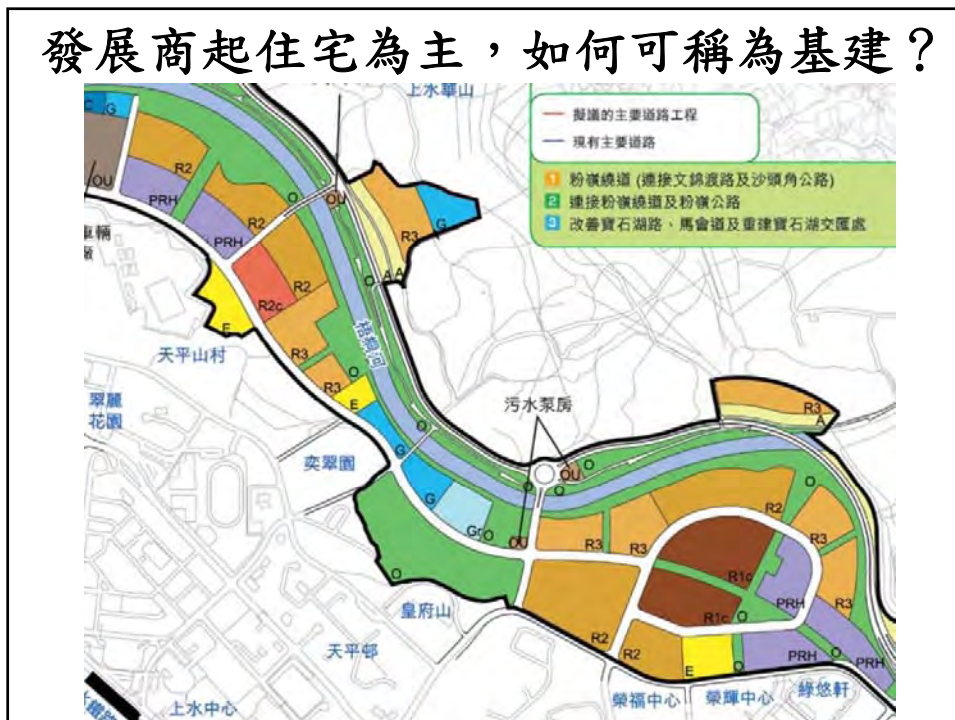 發展商起住宅為主，如何可稱為基建？
上水華山
擬議的主要道路工程
現有主要道路
1 粉嶺繞道 (連接文錦渡路及沙頭角公路)
2 連接粉嶺繞道及粉嶺公路
3 改善寶石湖路、馬會道及重建寶石湖交匯處
C
G
OU
R2
PRH
O
OU
R3
G
R2
PRH
A
A
O
R2c
R2
E
R3
梧桐河
天平山村
R3
O
E
翠麗
花園
污水泵房
R3
A
奕翠園
G
O
OU
O
O
O
G
Gr
O
OU
R2
R3
R3
R3
R1c
O
皇府山
R1c
O
PRH
R3
天平邨
R2
R2
E
O
PRH
O
PRH
上水中心
榮福中心
榮輝中心
綠悠軒